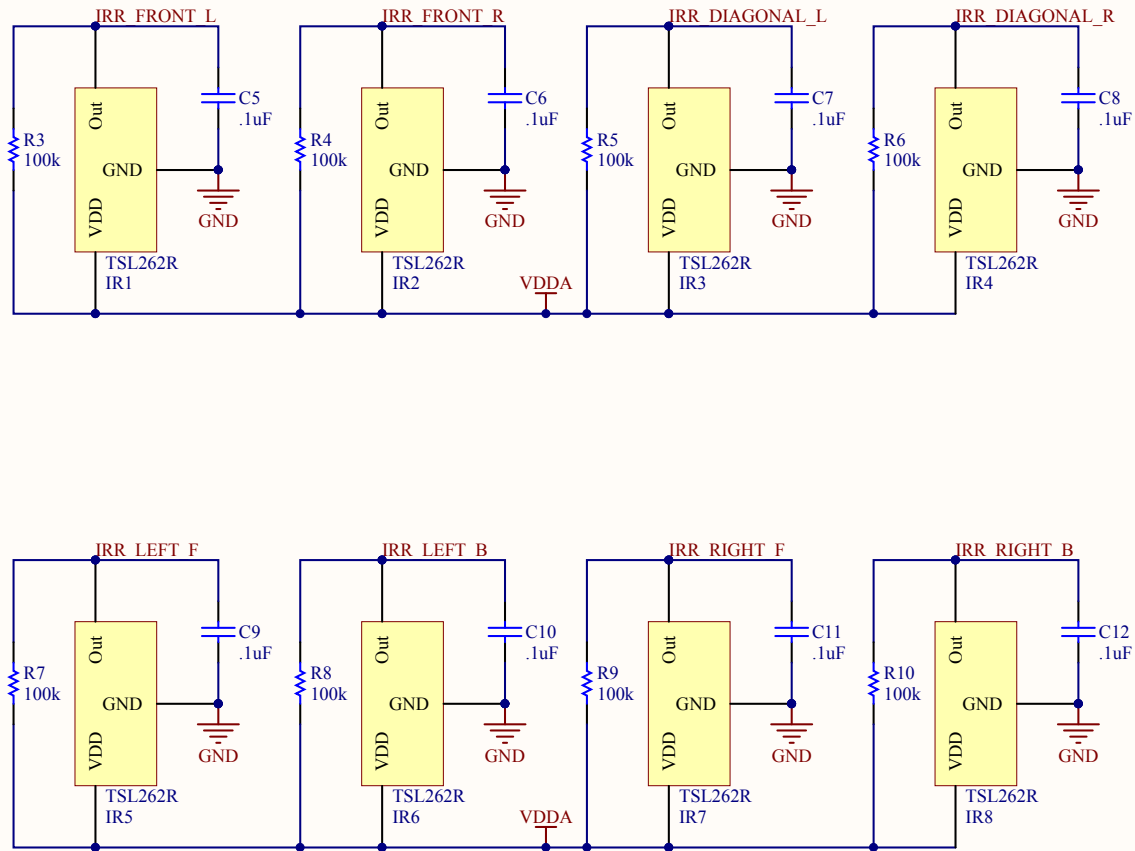 IRR_FRONT_L IRR_FRONT_R IRR_DIAGONAL_L IRR_DIAGONAL_R
Out C5 Out C6 Out C7 Out C8
.1uF .1uF .1uF .1uF
R3 R4 R5 R6
100k 100k 100k 100k
GND GND GND GND
VDD GND VDD GND VDD GND VDD GND
TSL262R TSL262R TSL262R TSL262R
IR1 IR2 VDDA IR3 IR4
IRR_LEFT_F IRR_LEFT_B IRR_RIGHT_F IRR_RIGHT_B
Out C9 Out C10 Out C11 Out C12
.1uF .1uF .1uF .1uF
R7 R8 R9 R10
100k 100k 100k 100k
GND GND GND GND
VDD GND VDD GND VDD GND VDD GND
TSL262R TSL262R TSL262R TSL262R
IR5 IR6 VDDA IR7 IR8